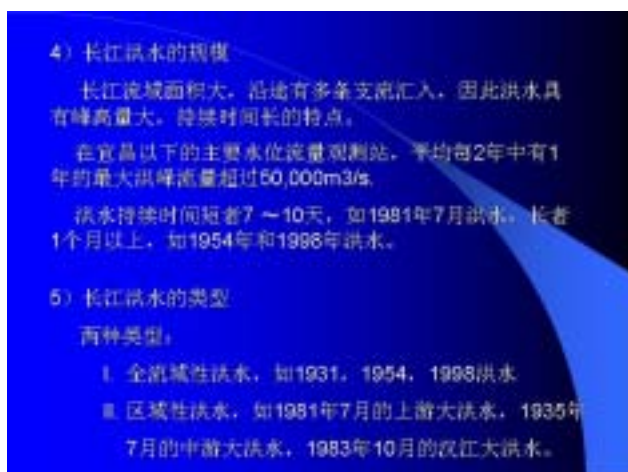 4）长江洪水的规模
长江流域面积大，沿途有多条支流汇入，因此洪水具
有峰高量大，持续时间长的特点。
在宜昌以下的主要水位流量观测站，平均每2年中有1
年的最大洪峰流量超过50,000m3/s.
洪水持续时间短者7～10天，如1981年7月洪水，长者
1个月以上，如1954年和1998年洪水。
5）长江洪水的类型
两种类型：
I. 全流域性洪水，如1931，1954，1998洪水
II. 区域性洪水，如1981年7月的上游大洪水，1935年
7月的中游大洪水，1983年10月的汉江大洪水。